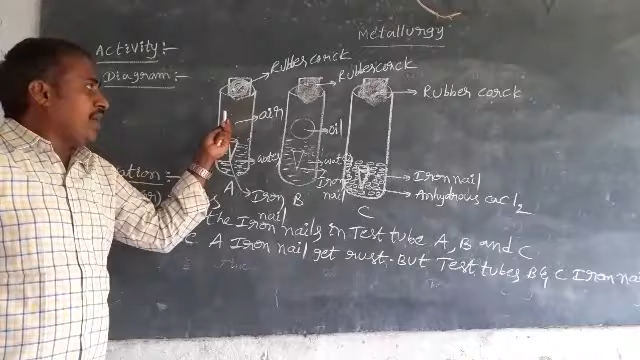 Metallurgy
Activity:-
Diagram:-
Rubber corck
Rubber corck
Rubber corck
air
oil
water
wat
Iron nail
Iron nail
Iron nail
Anhydrous cacl2
A
B
C
the Iron nails in Test tube A, B and C
A Iron nail get rust. But Test tubes B & C Iron nai